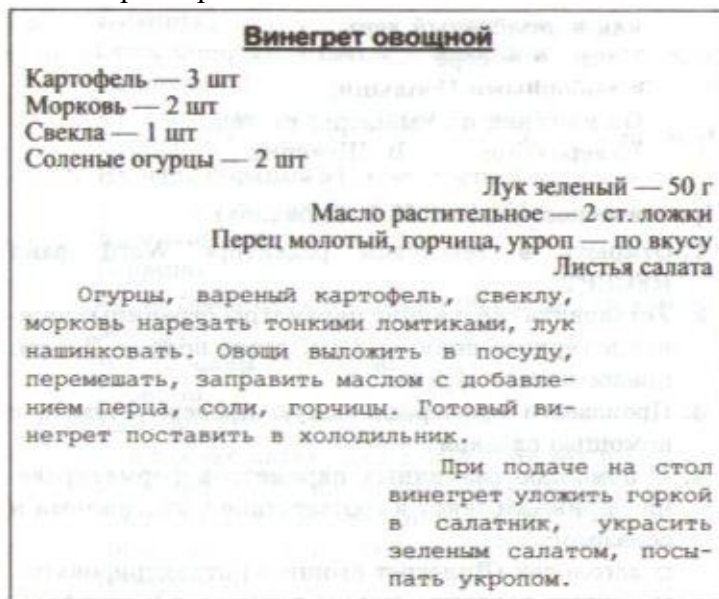 Винегрет овощной
Картофель — 3 шт
Морковь — 2 шт
Свекла — 1 шт
Соленые огурцы — 2 шт
Лук зеленый — 50 г
Масло растительное — 2 ст. ложки
Перец молотый, горчица, укроп — по вкусу
Листья салата
Огурцы, вареный картофель, свеклу,
морковь нарезать тонкими ломтиками, лук
нашинковать. Овощи выложить в посуду,
перемешать, заправить маслом с добавле-
нием перца, соли, горчицы. Готовый ви-
негрет поставить в холодильник.
При подаче на стол
винегрет уложить горкой
в салатник, украсить
зеленым салатом, посы-
пать укропом.